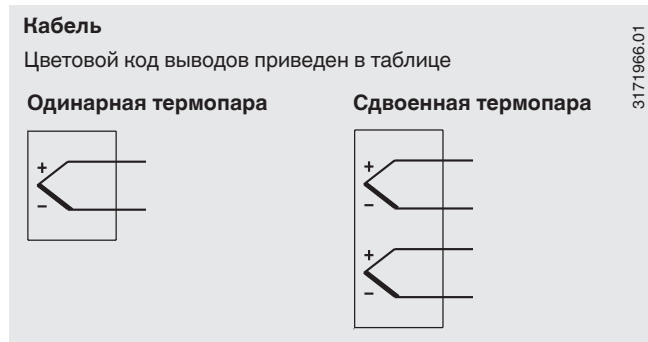 Кабель
Цветовой код выводов приведен в таблице
Одинарная термопара
Сдвоенная термопара
+
–
+
–
+
–
3171966.01